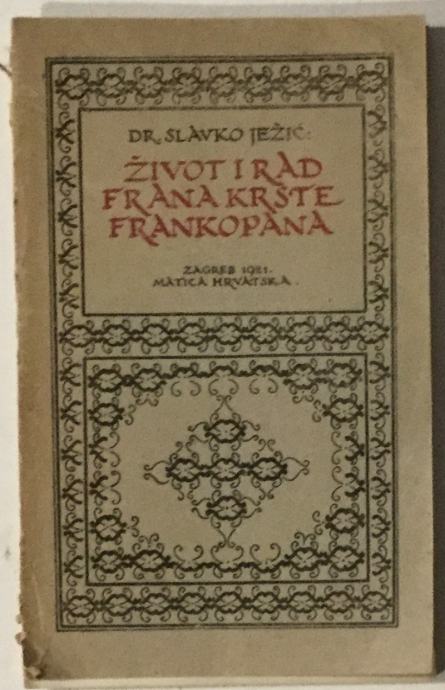 DR. SLAVKO JEŽIĆ:
ŽIVOT I RAD
FRANA KRSTE
FRANKOPANA
ZAGREB 1921.
MATICA HRVATSKA.